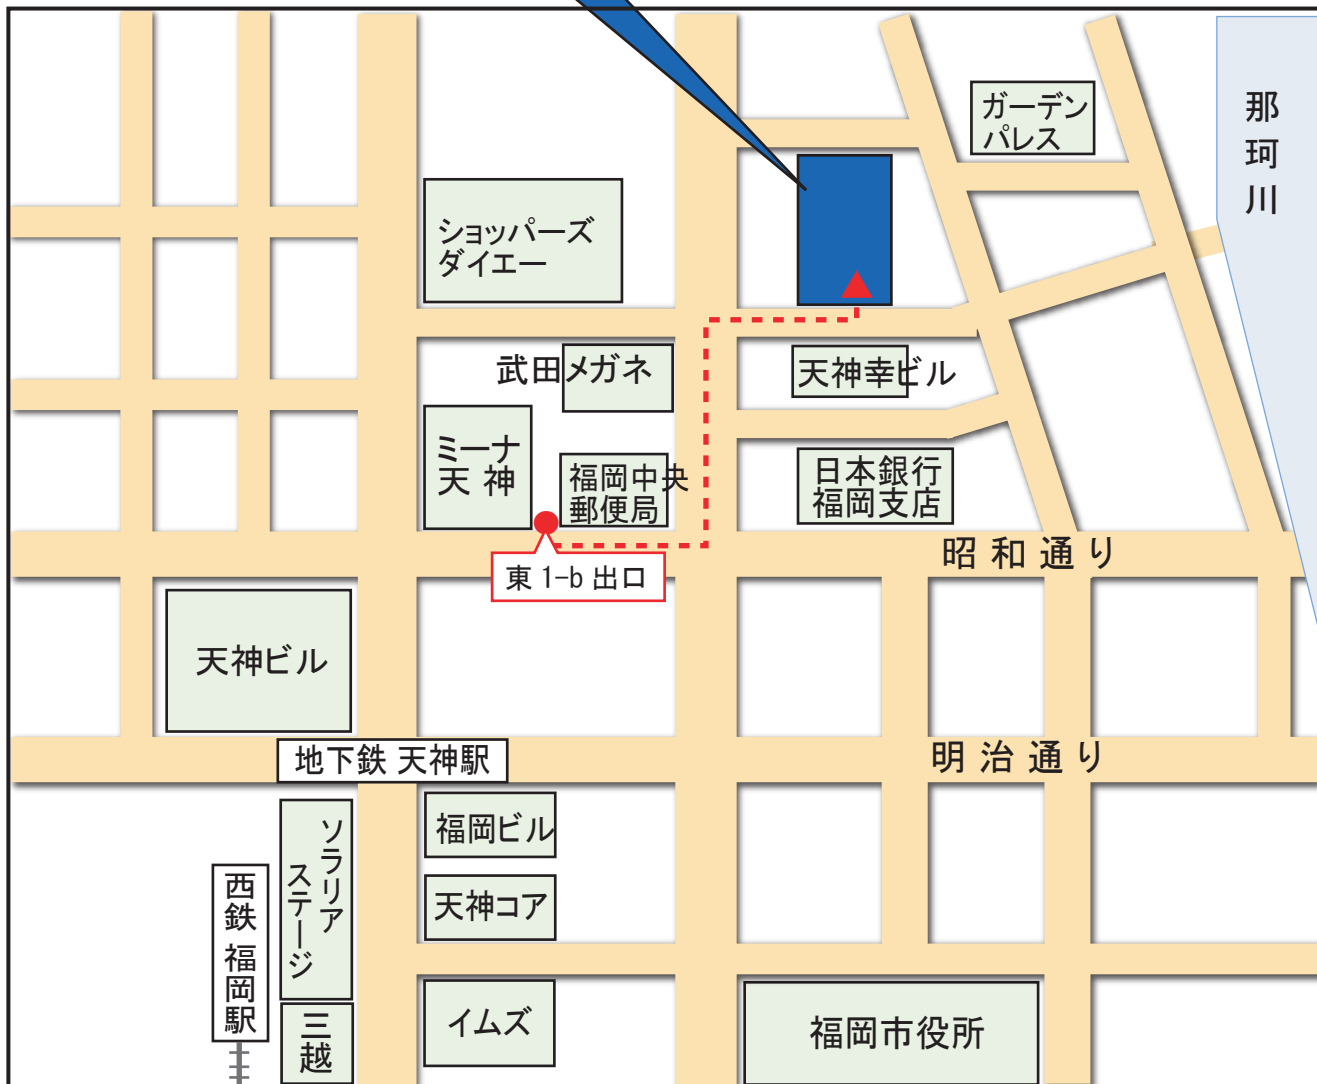 ガーデン
パレス
那珂川
ショッパーズ
ダイエー
武田メガネ
天神幸ビル
ミーナ
天神
福岡中央
郵便局
日本銀行
福岡支店
昭和通り
東1-b出口
天神ビル
地下鉄 天神駅
明治通り
福岡ビル
ソラリア
ステージ
西鉄 福岡駅
天神コア
三越
イムズ
福岡市役所